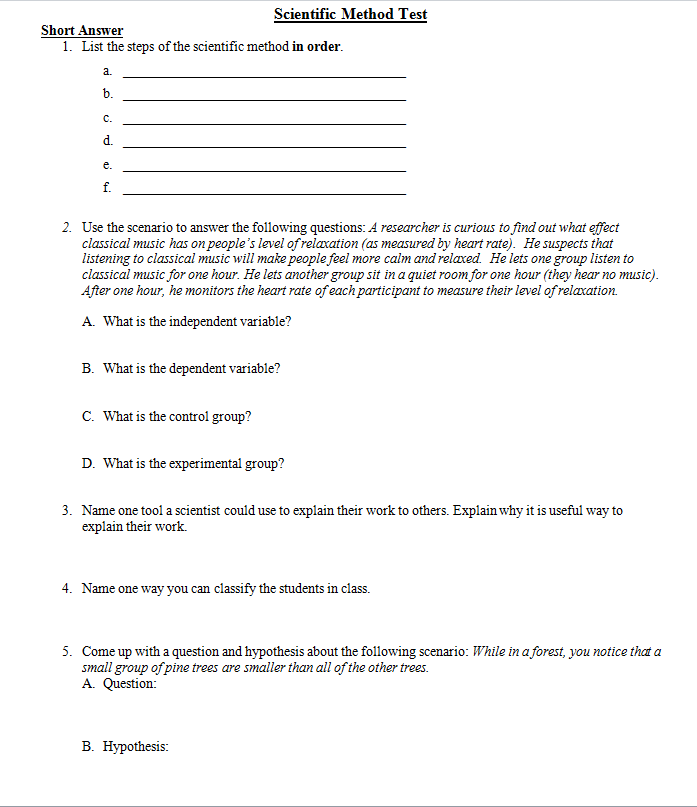 Scientific Method Test
Short Answer
1. List the steps of the scientific method in order.
a. ______________________________
b. ______________________________
c. ______________________________
d. ______________________________
e. ______________________________
f. ______________________________
2. Use the scenario to answer the following questions: A researcher is curious to find out what effect
classical music has on people's level of relaxation (as measured by heart rate). He suspects that
listening to classical music will make people feel more calm and relaxed. He lets one group listen to
classical music for one hour. He lets another group sit in a quiet room for one hour (they hear no music).
After one hour, he monitors the heart rate of each participant to measure their level of relaxation.
A. What is the independent variable?
B. What is the dependent variable?
C. What is the control group?
D. What is the experimental group?
3. Name one tool a scientist could use to explain their work to others. Explain why it is useful way to
explain their work.
4. Name one way you can classify the students in class.
5. Come up with a question and hypothesis about the following scenario: While in a forest, you notice that a
small group of pine trees are smaller than all of the other trees.
A. Question:
B. Hypothesis: